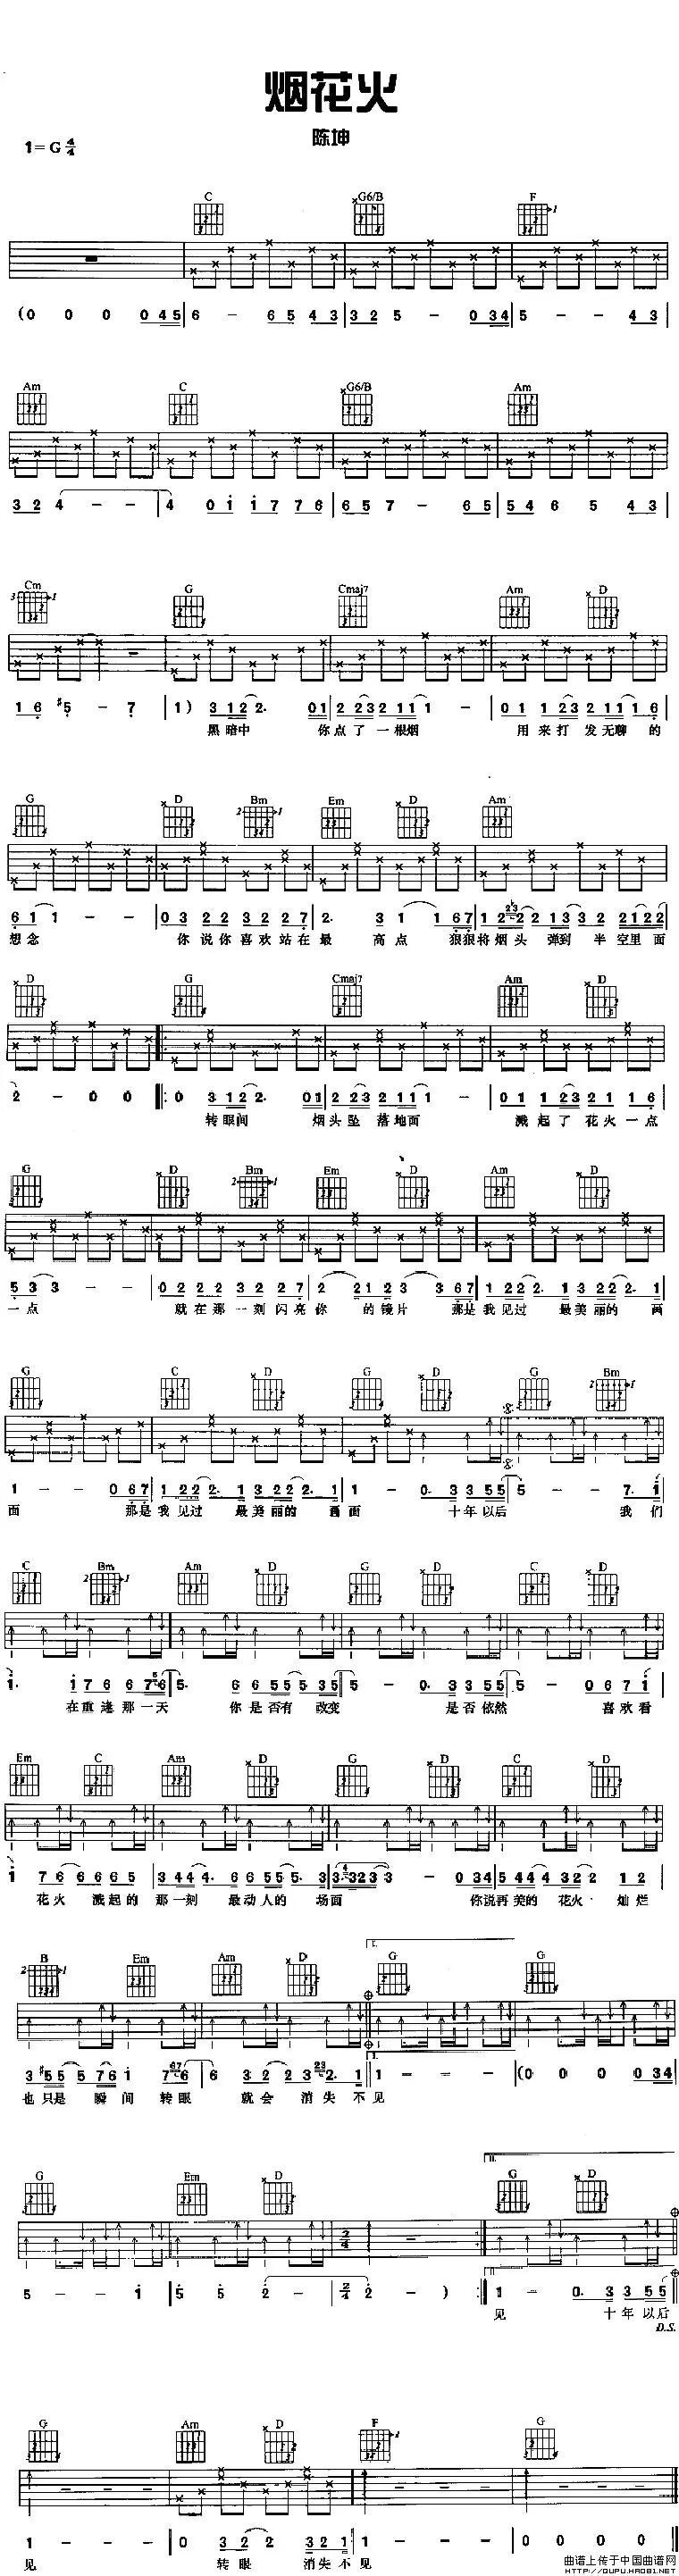 烟花火
陈坤
1=G 4/4
C G6/B F
(0 0 0 0 4 5 | 6 - 6 5 4 3 | 3 2 5 - 0 3 4 | 5 - - 4 3 |
Am C G6/B Am
3 2 4 - - | 4 0 1 1 7 7 6 | 6 5 7 - 6 5 | 5 4 6 5 4 3 |
Cm G Cmaj7 Am D
1 6 #5 - 7 | 1) 3 1 2 2. 0 1 | 2 2 3 2 1 1 1 - | 0 1 1 2 3 2 1 1 1 6 |
黑暗中 你点了一根烟 用来打 发无聊的
G D Bm Em D Am
6 1 1 - - | 0 3 2 2 3 2 2 7 | 2. 3 1 1 6 7 |
想念 你说你喜欢站在最 高点 狠狠将烟头 弹到 半空里面
D G Cmaj7 Am D
2 - 0 0 ‖: 0 3 1 2 2. 0 1 | 2 2 3 2 1 1 1 - | 0 1 1 2 3 2 1 1 6 |
转眼间 烟头坠 落地面 溅起了 花火一点
G D Bm Em D Am D
5 3 3 - - | 0 2 2 2 3 2 2 7 | 2 2 1 2 3 3 6 7 | 1 2 2 2. 1 3 2 2 2. 1 |
一点 就在那一刻闪亮你 的镜片 那是我见过 最美丽的 画
G C D G D G Bm
1 - - 0 6 7 | 1 2 2 2. 1 3 2 2 2. 1 | 1 - 0. 3 3 5 5 | 5 - - 7. 1 |
面 那是我见过 最美丽的 画面 十年以后 我们
C Bm Am D G D C D
1. 1 7 6 6 7 6 | 5. 6 6 5 5 3 5 | 5 - 0. 3 3 5 5 | 5 - 0 6 7 1 |
在重逢那一天 你是否有 改变 是否依然 喜欢看
Em C Am D G D C D
1 7 6 6 6 6 5 | 3 4 4 4. 6 6 5 5. 3 | 3. 3 2 3 3 - 0 3 4 | 5 4 4 3 2 2 1 2 |
花火 溅起的 那一刻 最动人的 场面 你说再美的 花火 灿烂
B Em Am D G G
1.
3 #5 5 5 7 6 1 7 6 | 6 3 2 2 2 3 2. 1 | 1 - - - | (0 0 0 0 3 4 |
也只是 瞬间 转眼 就会 消失不见
G Em D G D
5 - - 1 | 5 5 2 - | 2/4 2 - ) :‖ 1 - 0. 3 3 5 5
见 十年以后
D.S.
G Am D F G
1 - - - | 0 3 2 2 3 2 1 | 1 - - - | 0 0 0 0 ‖
见 转眼 消失不见
曲谱上传于中国曲谱网
HTTP://QUPU.HAO81.NET